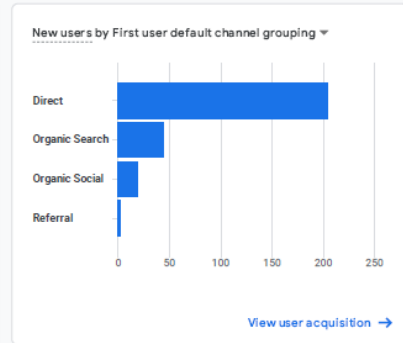 New users by First user default channel grouping
Direct
Organic Search
Organic Social
Referral
0 50 100 150 200 250
View user acquisition →